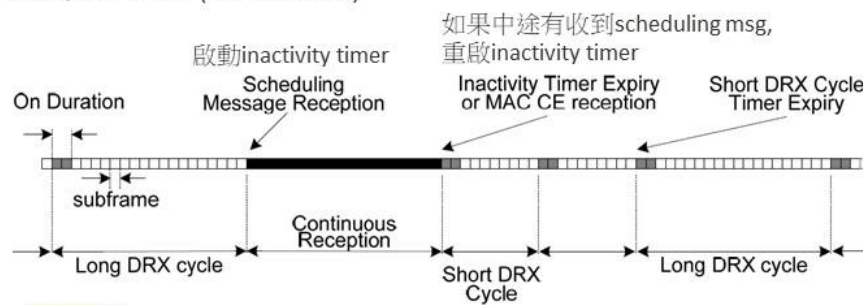 如果中途有收到scheduling msg,
重啟inactivity timer
啟動inactivity timer
Scheduling
Message Reception
Inactivity Timer Expiry
or MAC CE reception
Short DRX Cycle
Timer Expiry
On Duration
subframe
Continuous
Reception
Long DRX cycle
Short DRX
Cycle
Long DRX cycle